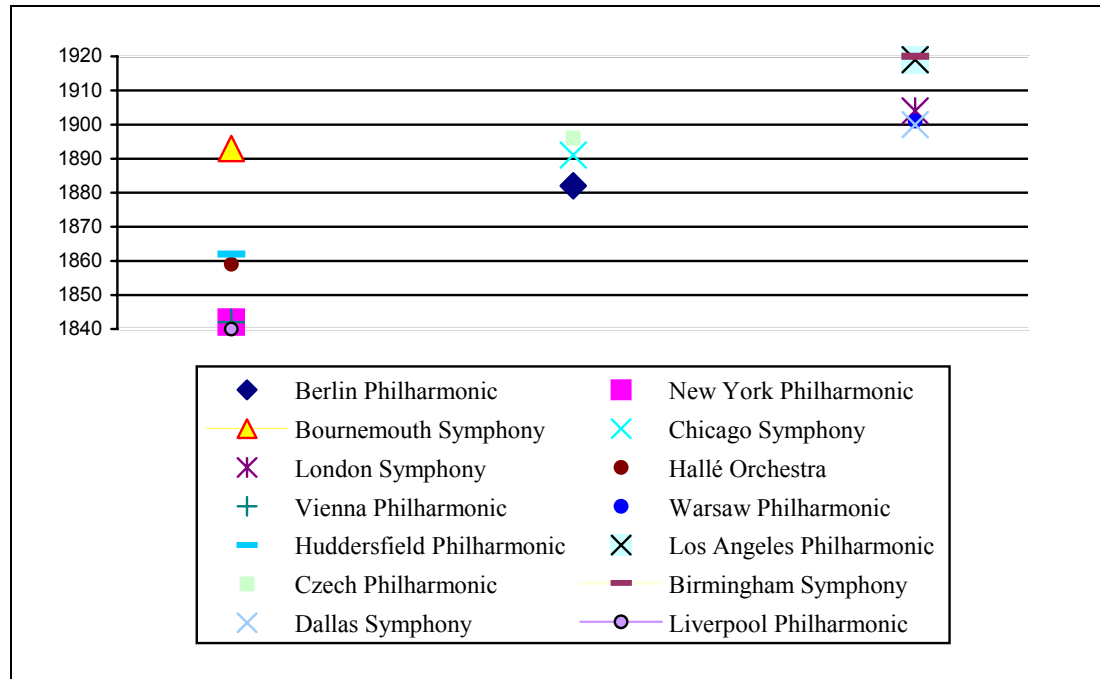 1920
1910
1900
1890
1880
1870
1860
1850
1840
Berlin Philharmonic New York Philharmonic
Bournemouth Symphony Chicago Symphony
London Symphony Hallé Orchestra
Vienna Philharmonic Warsaw Philharmonic
Huddersfield Philharmonic Los Angeles Philharmonic
Czech Philharmonic Birmingham Symphony
Dallas Symphony Liverpool Philharmonic